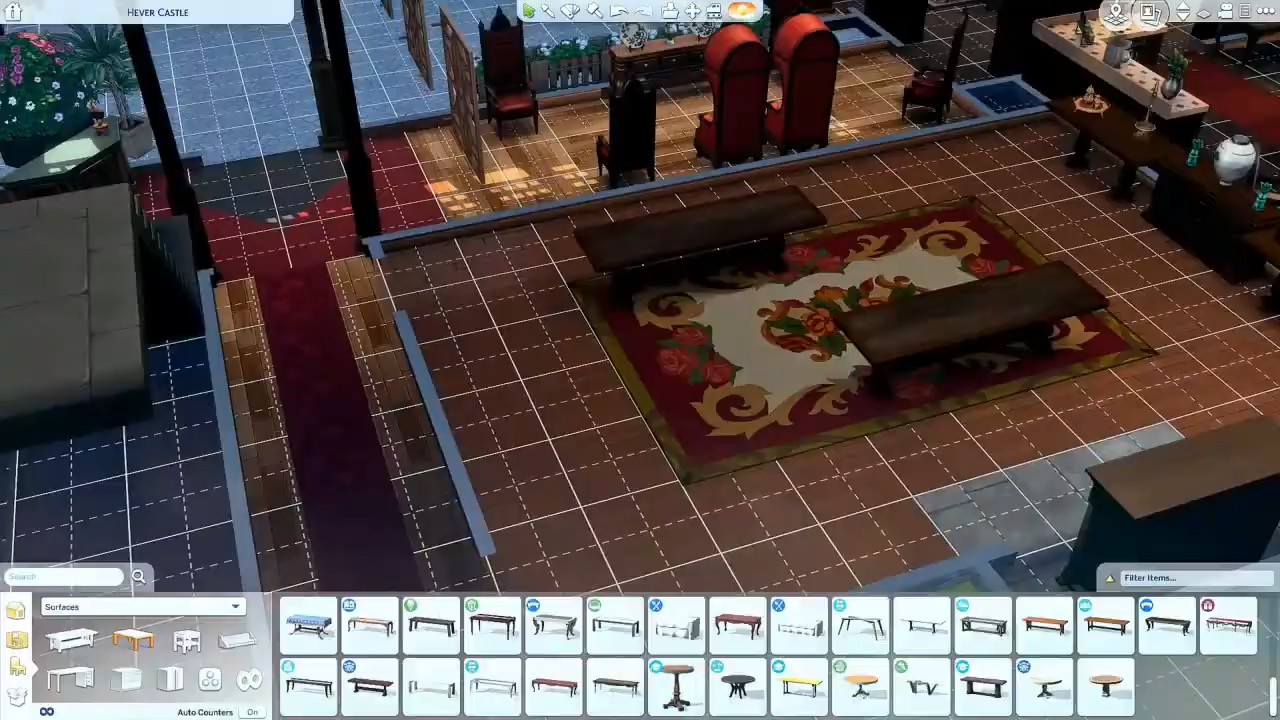 Hever Castle
Search
Surfaces
Filter Items...
Auto Counters
On